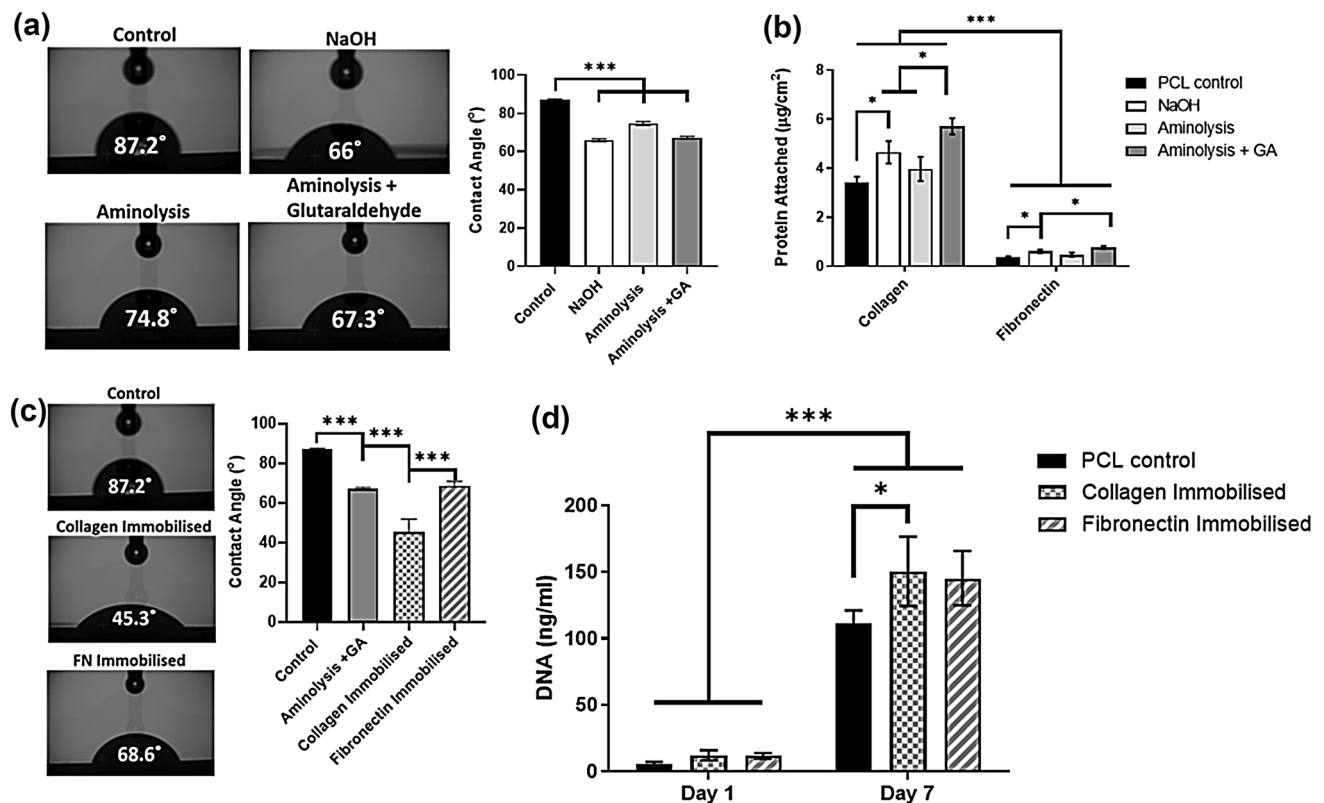 (a)
Control
87.2°
NaOH
66°
Aminolysis
74.8°
Aminolysis +
Glutaraldehyde
67.3°
Contact Angle (°)
100
80
60
40
20
0
***
Control
NaOH
Aminolysis
Aminolysis +GA
(b)
Protein Attached (µg/cm²)
8
6
4
2
0
***
*
*
*
*
Collagen
Fibronectin
PCL control
NaOH
Aminolysis
Aminolysis + GA
(c)
Control
87.2°
Collagen Immobilised
45.3°
FN Immobilised
68.6°
Contact Angle (°)
100
80
60
40
20
0
***
***
***
Control
Aminolysis +GA
Collagen Immobilised
Fibronectin Immobilised
(d)
DNA (ng/ml)
200
150
100
50
0
***
*
Day 1
Day 7
PCL control
Collagen Immobilised
Fibronectin Immobilised